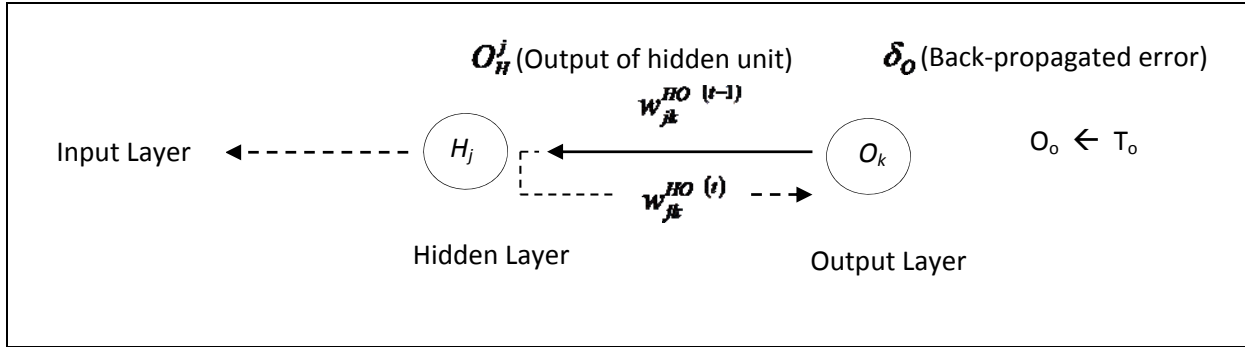 O_H^j (Output of hidden unit) δ_O (Back-propagated error)
w_jk^HO (t-1)
Input Layer H_j O_k O_o ← T_o
w_jk^HO (t)
Hidden Layer Output Layer